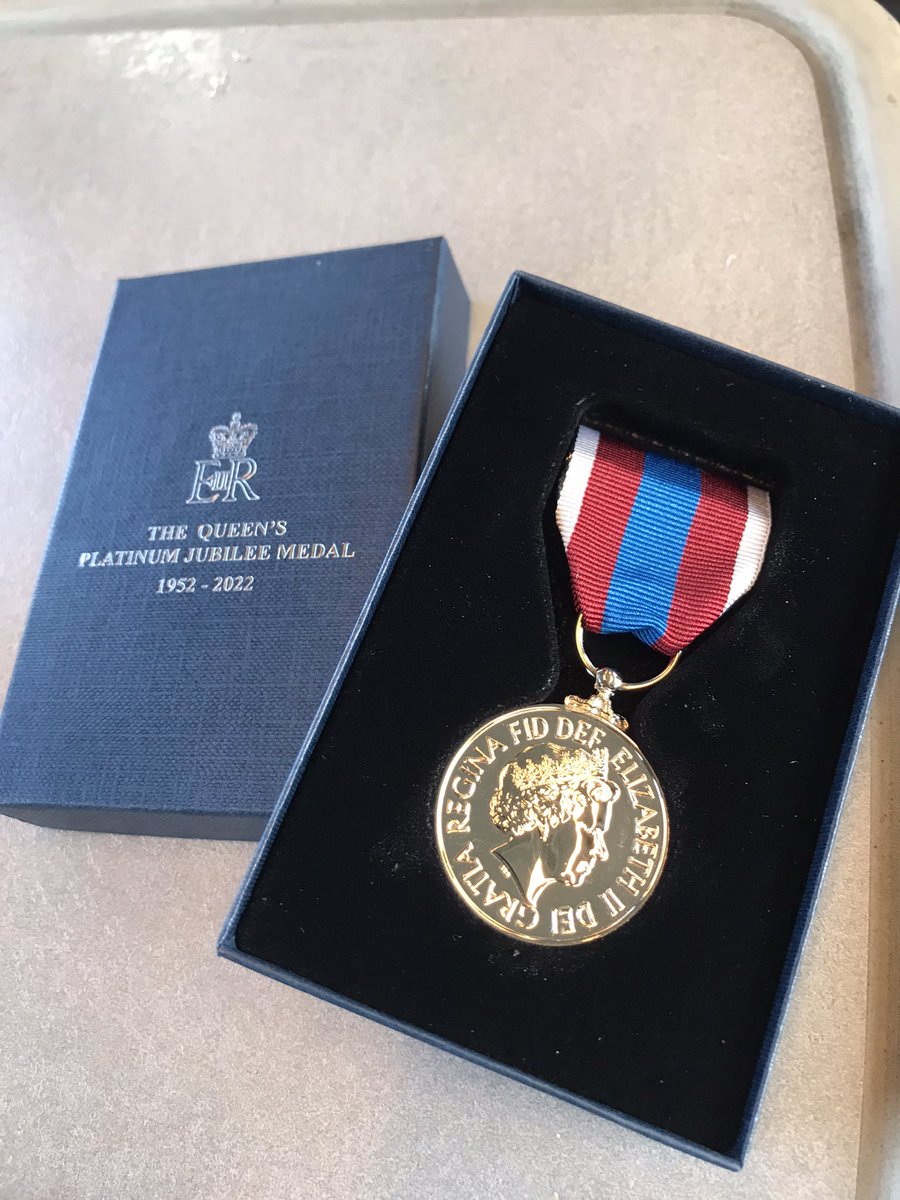 EIIR
THE QUEEN'S
PLATINUM JUBILEE MEDAL
1952 - 2022
ELIZABETH II DEI GRATIA REGINA FID DEF